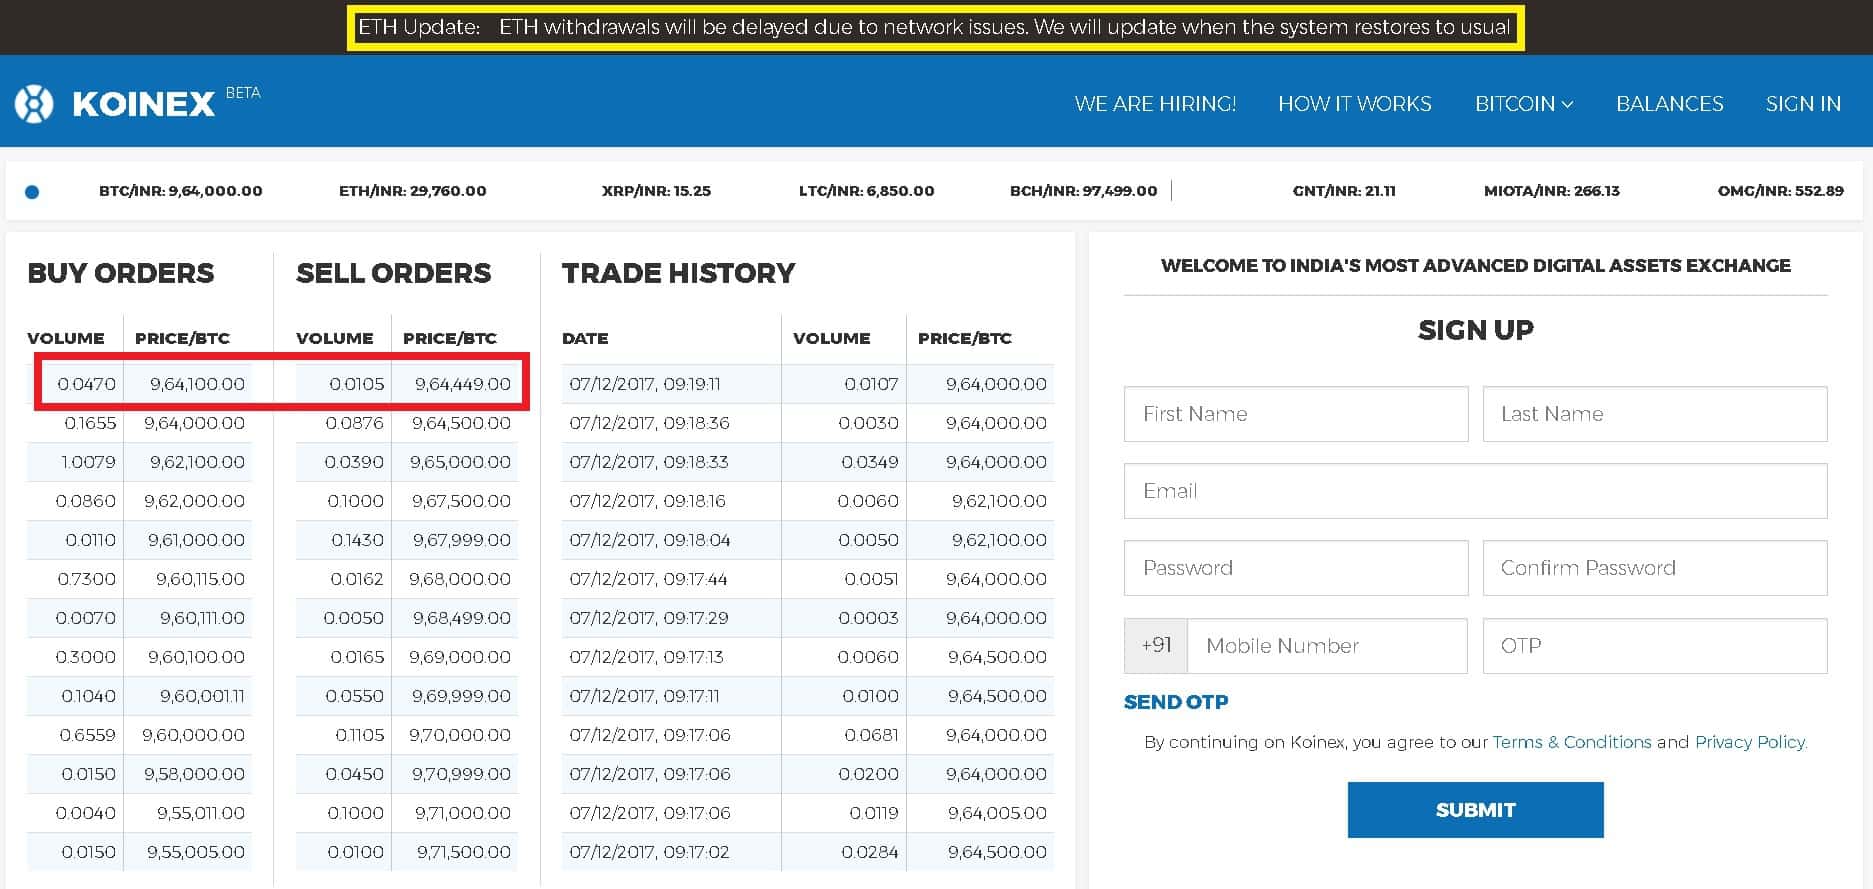 ETH Update: ETH withdrawals will be delayed due to network issues. We will update when the system restores to usual
KOINEX BETA
WE ARE HIRING! HOW IT WORKS BITCOIN BALANCES SIGN IN
BTC/INR: 9,64,000.00 ETH/INR: 29,760.00 XRP/INR: 15.25 LTC/INR: 6,850.00 BCH/INR: 97,499.00 GNT/INR: 21.11 MIOTA/INR: 266.13 OMG/INR: 552.89
BUY ORDERS
VOLUME PRICE/BTC
0.0470 9,64,100.00
0.1655 9,64,000.00
1.0079 9,62,100.00
0.0860 9,62,000.00
0.0110 9,61,000.00
0.7300 9,60,115.00
0.0070 9,60,111.00
0.3000 9,60,100.00
0.1040 9,60,001.11
0.6559 9,60,000.00
0.0150 9,58,000.00
0.0040 9,55,011.00
0.0150 9,55,005.00
SELL ORDERS
VOLUME PRICE/BTC
0.0105 9,64,449.00
0.0876 9,64,500.00
0.0390 9,65,000.00
0.1000 9,67,500.00
0.1430 9,67,999.00
0.0162 9,68,000.00
0.0050 9,68,499.00
0.0165 9,69,000.00
0.0550 9,69,999.00
0.1105 9,70,000.00
0.0450 9,70,999.00
0.1000 9,71,000.00
0.0100 9,71,500.00
TRADE HISTORY
DATE VOLUME PRICE/BTC
07/12/2017, 09:19:11 0.0107 9,64,000.00
07/12/2017, 09:18:36 0.0030 9,64,000.00
07/12/2017, 09:18:33 0.0349 9,64,000.00
07/12/2017, 09:18:16 0.0060 9,62,100.00
07/12/2017, 09:18:04 0.0050 9,62,100.00
07/12/2017, 09:17:44 0.0051 9,64,000.00
07/12/2017, 09:17:29 0.0003 9,64,000.00
07/12/2017, 09:17:13 0.0060 9,64,500.00
07/12/2017, 09:17:11 0.0100 9,64,500.00
07/12/2017, 09:17:06 0.0681 9,64,000.00
07/12/2017, 09:17:06 0.0200 9,64,000.00
07/12/2017, 09:17:06 0.0119 9,64,005.00
07/12/2017, 09:17:02 0.0284 9,64,500.00
WELCOME TO INDIA'S MOST ADVANCED DIGITAL ASSETS EXCHANGE
SIGN UP
First Name Last Name
Email
Password Confirm Password
+91 Mobile Number OTP
SEND OTP
By continuing on Koinex, you agree to our Terms & Conditions and Privacy Policy.
SUBMIT